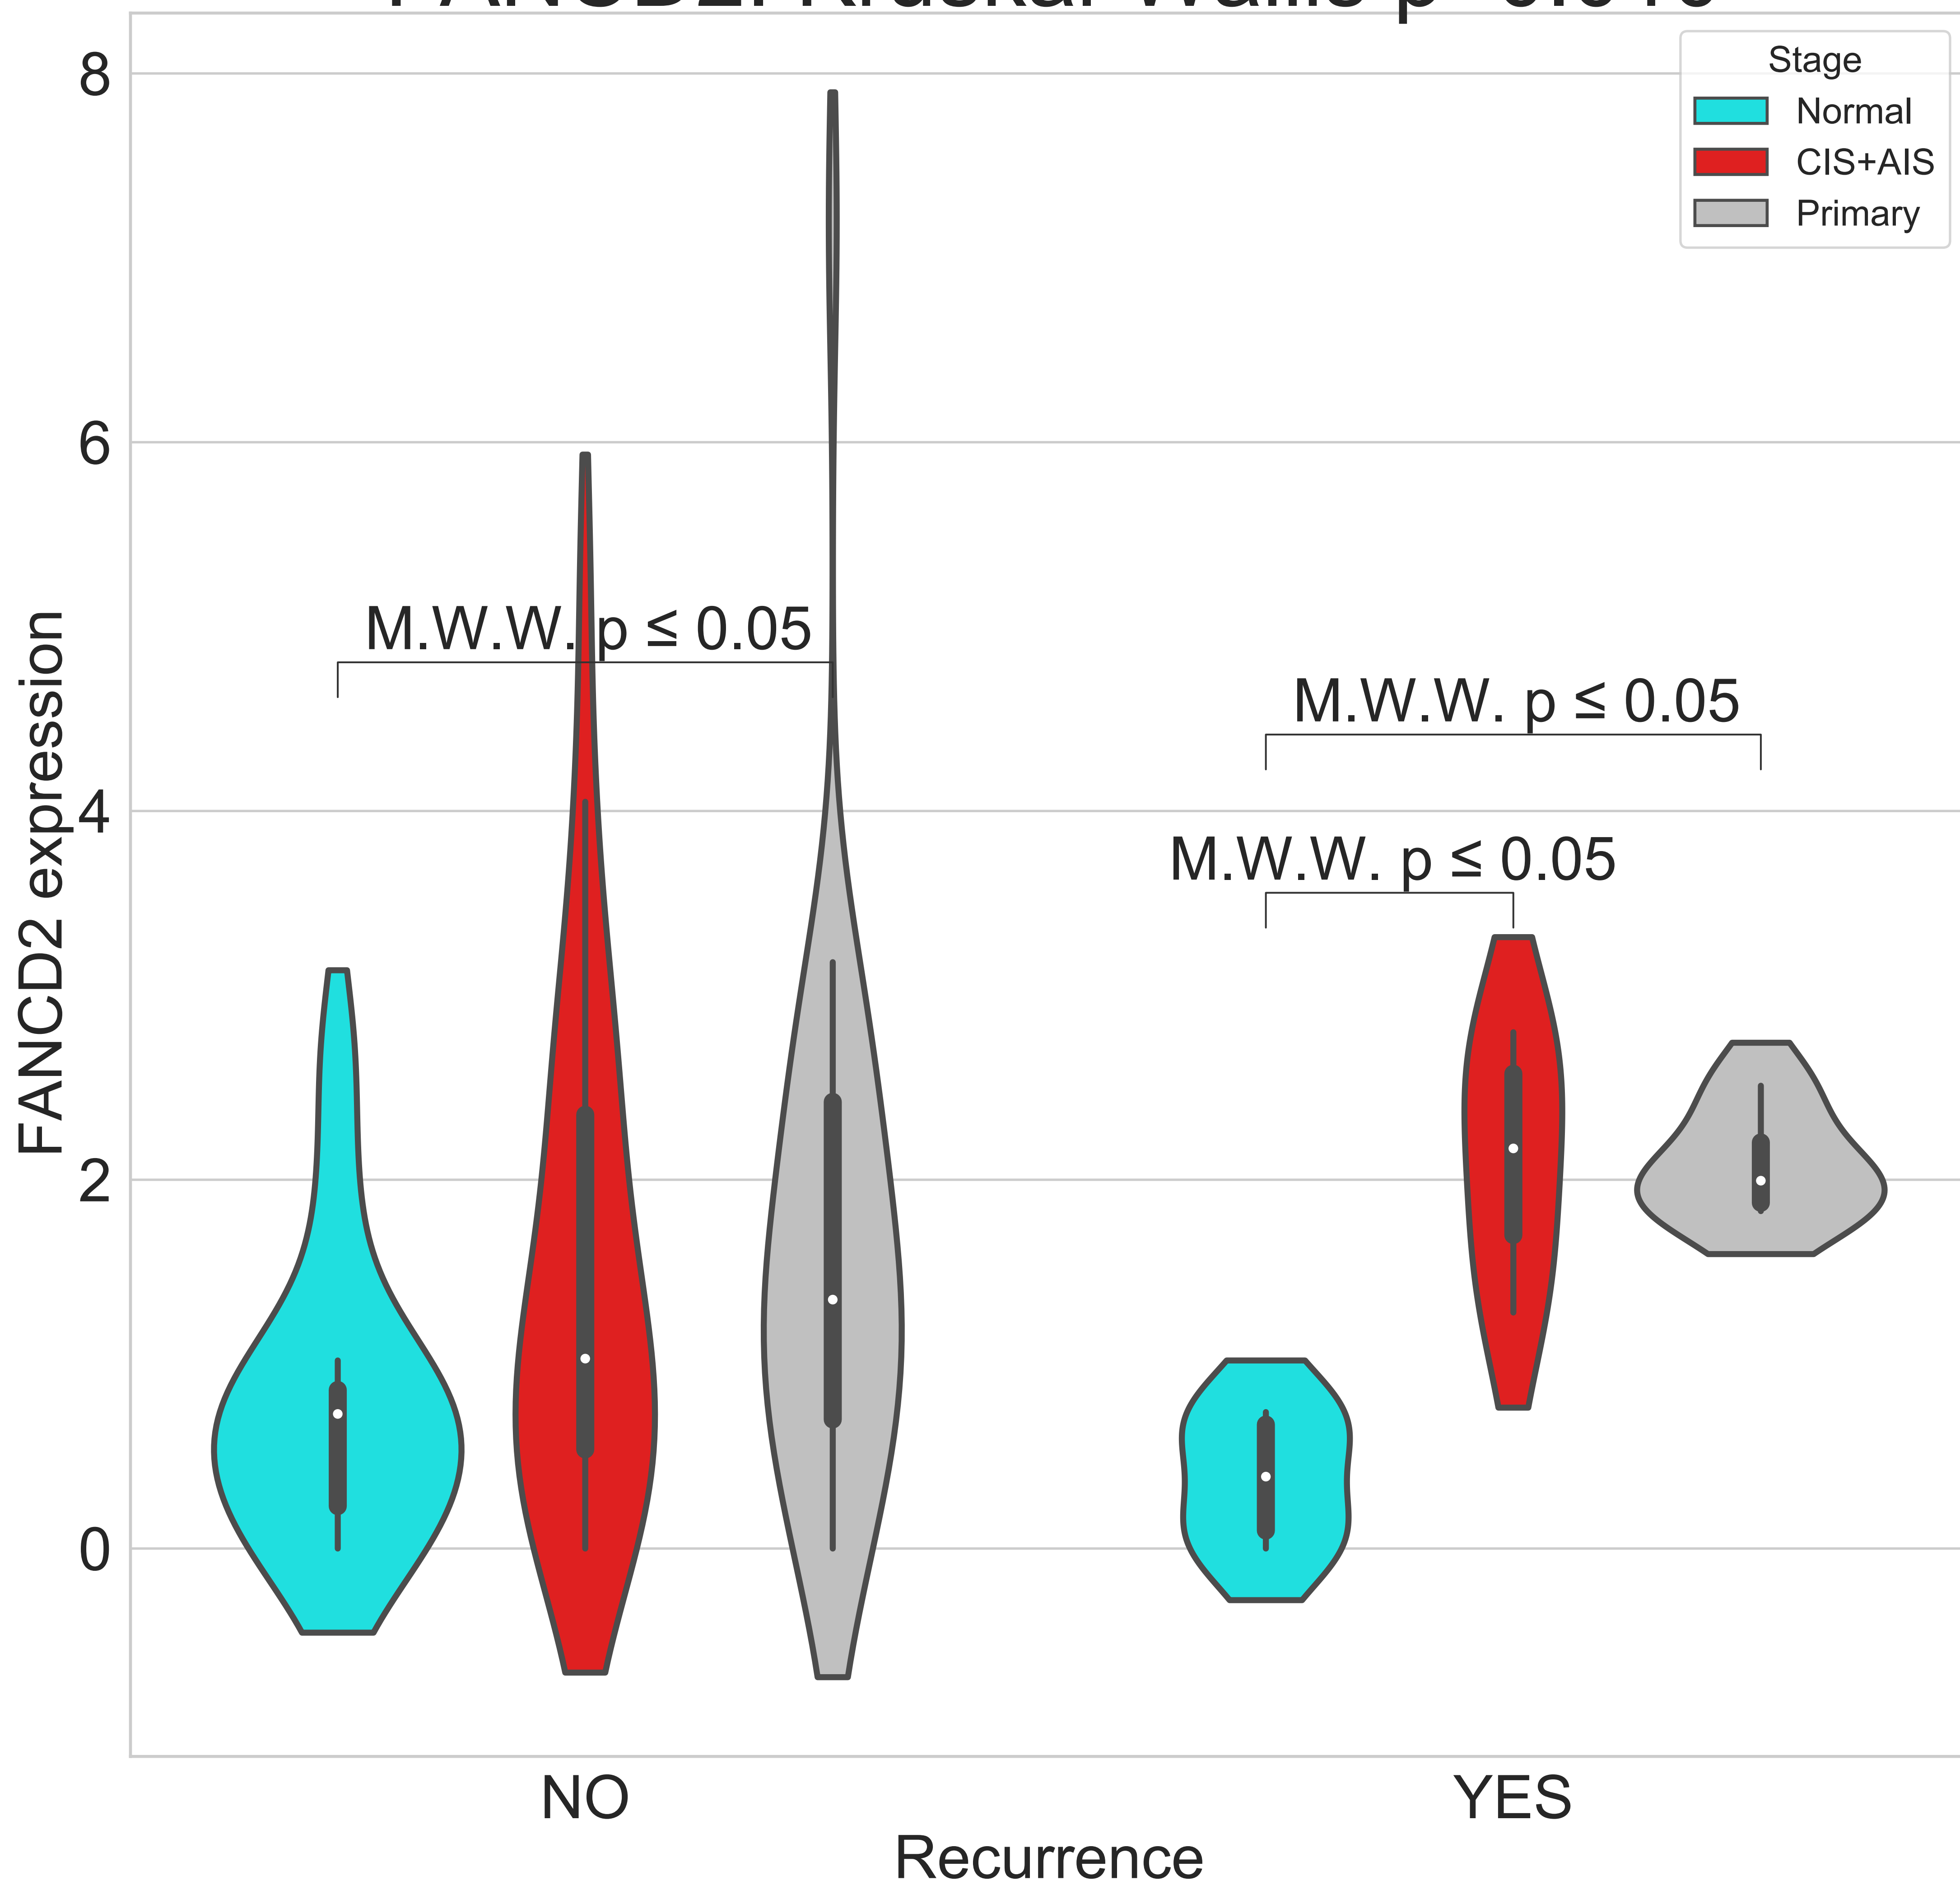 Stage
Normal
CIS+AIS
Primary
8
6
4
2
0
FANCD2 expression
M.W.W. p ≤ 0.05
M.W.W. p ≤ 0.05
M.W.W. p ≤ 0.05
NO
YES
Recurrence